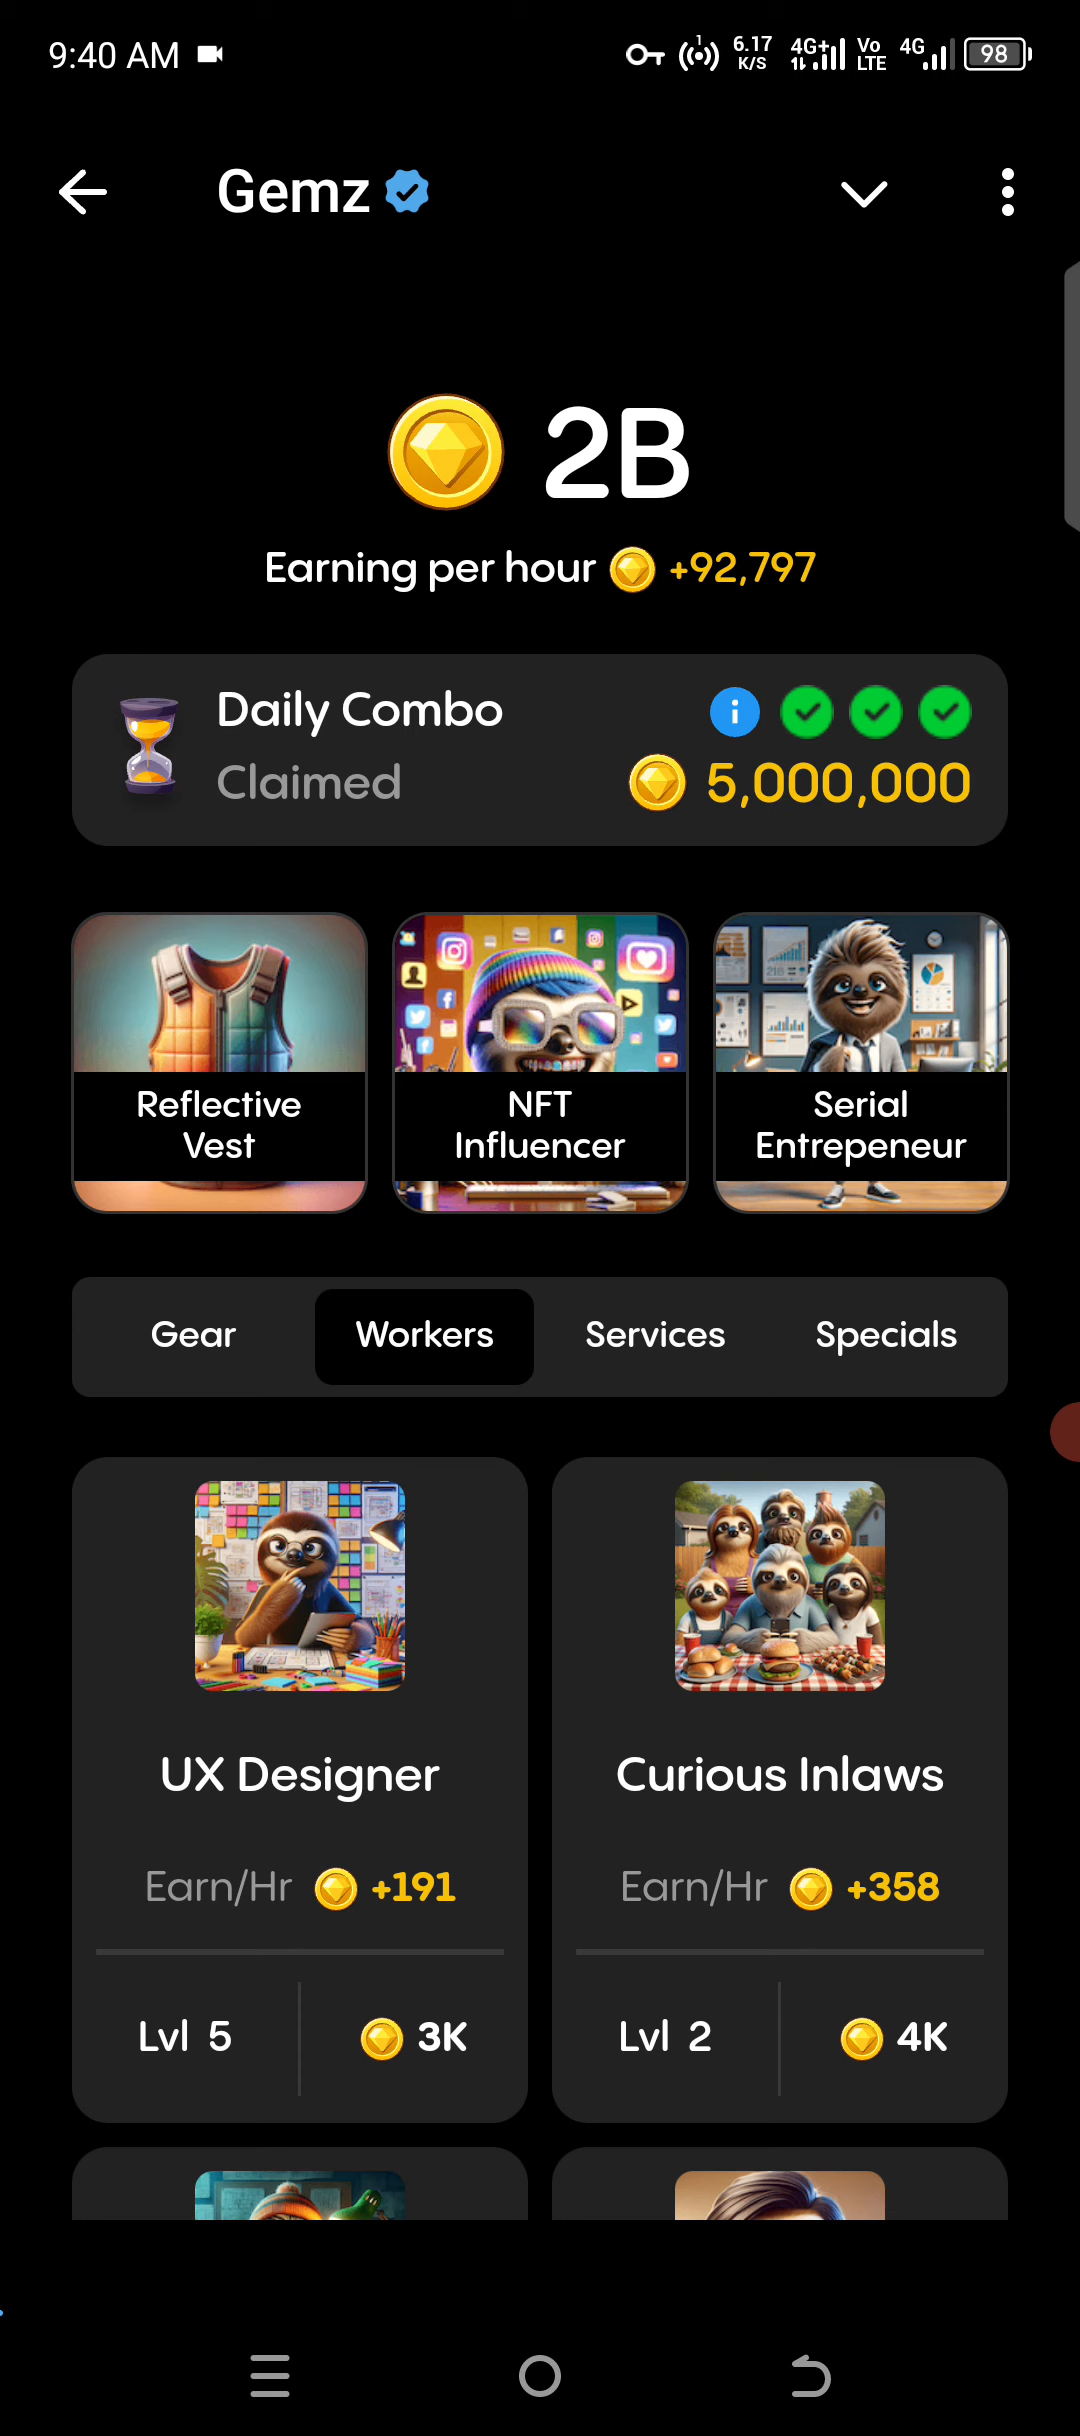 9:40 AM
1
6.17
K/S
4G+
Vo
LTE
4G
98
Gemz
2B
Earning per hour +92,797
Daily Combo
Claimed
5,000,000
Reflective
Vest
NFT
Influencer
Serial
Entrepeneur
Gear
Workers
Services
Specials
UX Designer
Curious Inlaws
Earn/Hr +191
Earn/Hr +358
Lvl 5
3K
Lvl 2
4K